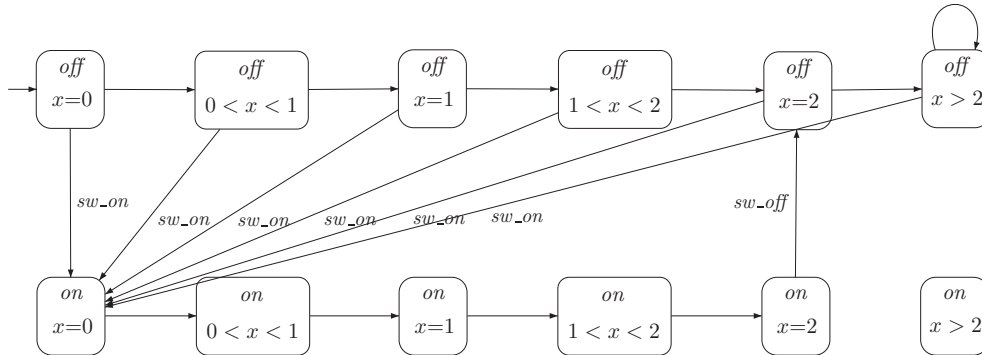 off off off off off off
x=0 0 < x < 1 x=1 1 < x < 2 x=2 x > 2
sw_on sw_on sw_on sw_on sw_on sw_on sw_off
on on on on on on
x=0 0 < x < 1 x=1 1 < x < 2 x=2 x > 2